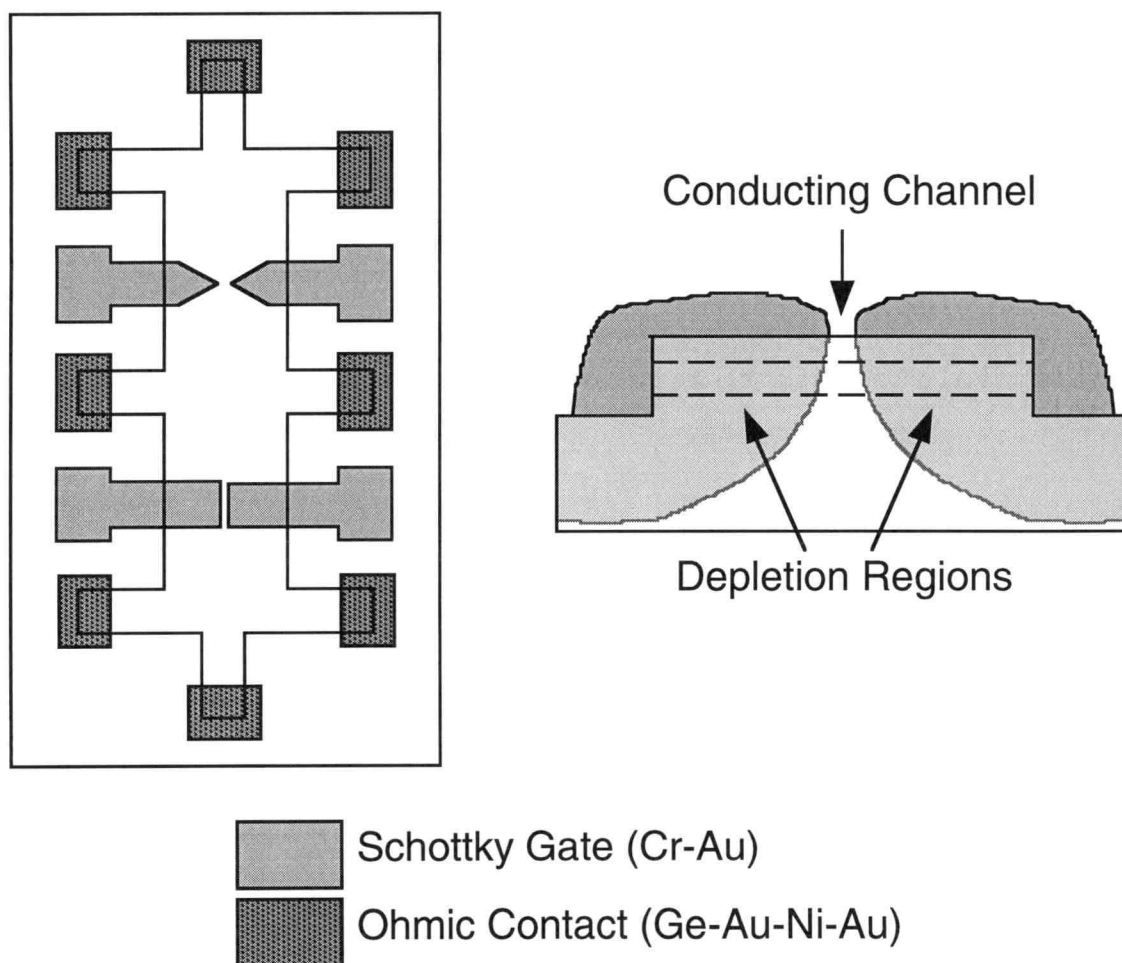 Conducting Channel
Depletion Regions
Schottky Gate (Cr-Au)
Ohmic Contact (Ge-Au-Ni-Au)